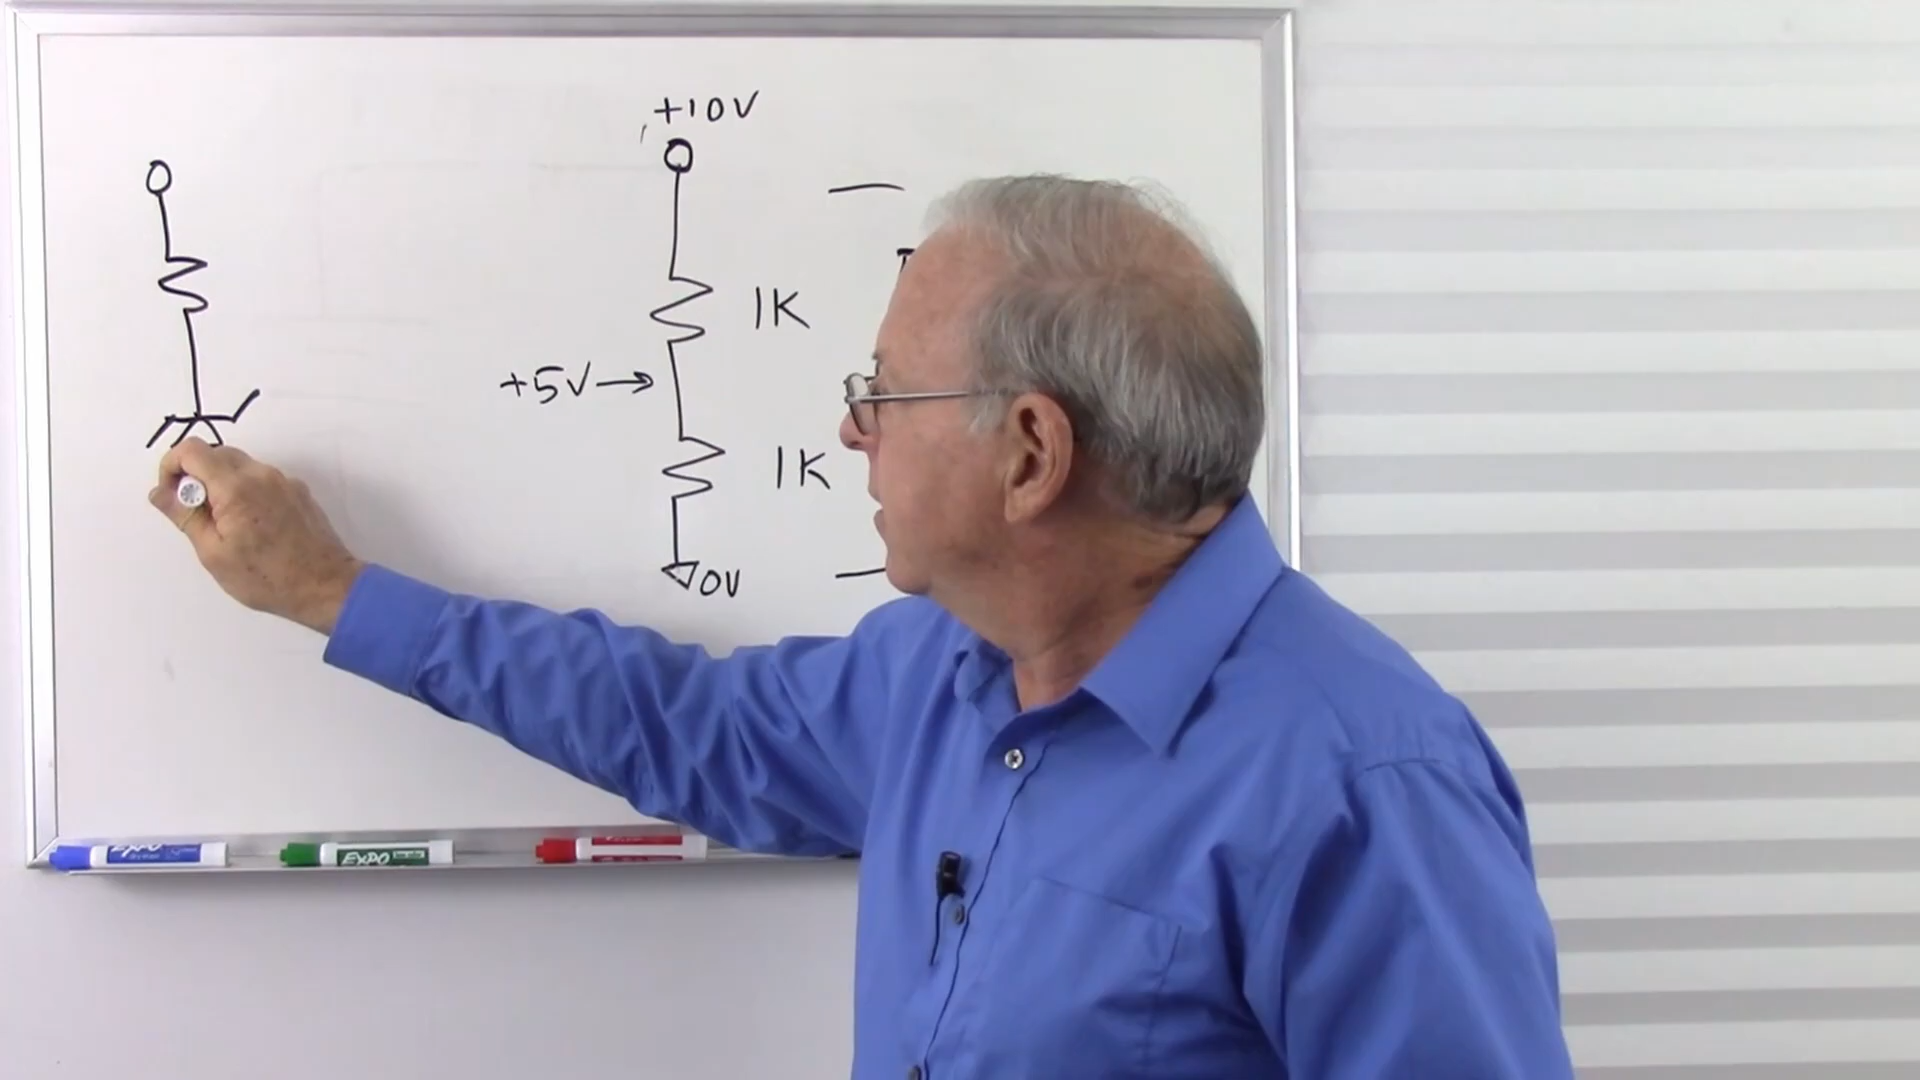 +10V
1K
+5V →
1K
0V
EXPO
EXPO